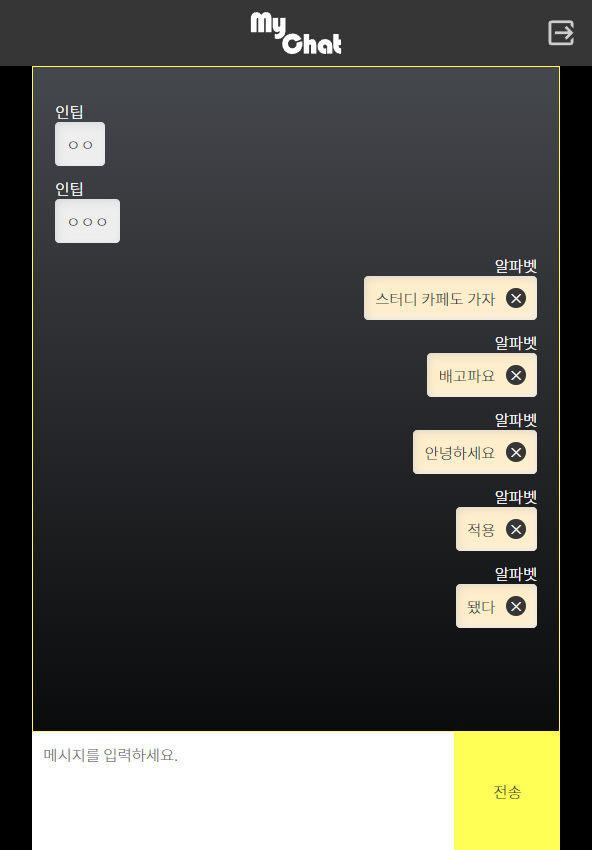 My
Chat
인팁
ㅇㅇ
인팁
ㅇㅇㅇ
알파벳
스터디 카페도 가자
알파벳
배고파요
알파벳
안녕하세요
알파벳
적용
알파벳
됐다
메시지를 입력하세요.
전송